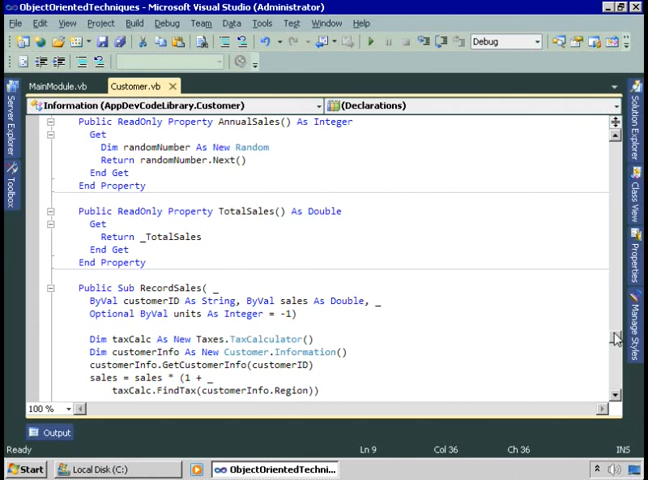 ObjectOrientedTechniques - Microsoft Visual Studio (Administrator)
File Edit View Project Build Debug Team Data Tools Test Window Help
Debug
MainModule.vb Customer.vb
Information (AppDevCodeLibrary.Customer) (Declarations)
Server Explorer
Toolbox
Public ReadOnly Property AnnualSales() As Integer
Get
Dim randomNumber As New Random
Return randomNumber.Next()
End Get
End Property
Public ReadOnly Property TotalSales() As Double
Get
Return _TotalSales
End Get
End Property
Public Sub RecordSales( _
ByVal customerID As String, ByVal sales As Double, _
Optional ByVal units As Integer = -1)
Dim taxCalc As New Taxes.TaxCalculator()
Dim customerInfo As New Customer.Information()
customerInfo.GetCustomerInfo(customerID)
sales = sales * (1 + _
taxCalc.FindTax(customerInfo.Region))
Solution Explorer
Class View
Properties
Manage Styles
100 %
Output
Ready Ln 9 Col 36 Ch 36 INS
Start Local Disk (C:) ObjectOrientedTechni...